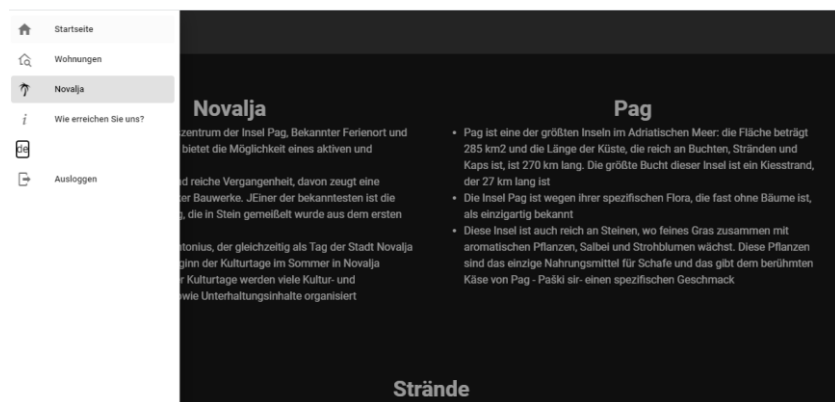 Startseite
Wohnungen
Novalja
i
Wie erreichen Sie uns?
de
Ausloggen
Novalja
zentrum der Insel Pag, Bekannter Ferienort und
bietet die Möglichkeit eines aktiven und
reiche Vergangenheit, davon zeugt eine
Bauwerke. JEiner der bekanntesten ist die
die in Stein gemeißelt wurde aus dem ersten
der gleichzeitig als Tag der Stadt Novalja
der Kulturtage im Sommer in Novalja
Kulturtage werden viele Kultur- und
Unterhaltungsinhalte organisiert
Pag
• Pag ist eine der größten Inseln im Adriatischen Meer: die Fläche beträgt
285 km2 und die Länge der Küste, die reich an Buchten, Stränden und
Kaps ist, ist 270 km lang. Die größte Bucht dieser Insel ist ein Kiesstrand,
der 27 km lang ist
• Die Insel Pag ist wegen ihrer spezifischen Flora, die fast ohne Bäume ist,
als einzigartig bekannt
• Diese Insel ist auch reich an Steinen, wo feines Gras zusammen mit
aromatischen Pflanzen, Salbei und Strohblumen wächst. Diese Pflanzen
sind das einzige Nahrungsmittel für Schafe und das gibt dem berühmten
Käse von Pag - Paški sir- einen spezifischen Geschmack
Strände